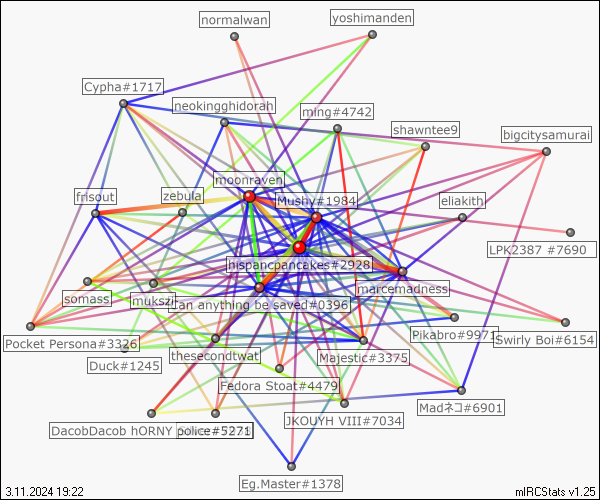 normalwan
yoshimanden
Cypha#1717
neokingghidorah
ming#4742
shawntee9
bigcitysamurai
moonraven
frisout
zebula
Mushy#1984
eliakith
LPK2387 #7690
hispancpancakes#2928
marcemadness
somass
mukszi
Can anything be saved#0396
Pocket Persona#3326
Pikabro#9971
Swirly Boi#6154
Duck#1245
thesecondtwat
Majestic#3375
Fedora Stoat#4479
JKOUYH VIII#7034
Madネコ#6901
DacobDacob hORNY
police#5271
Eg.Master#1378
3.11.2024 19:22
mIRCStats v1.25